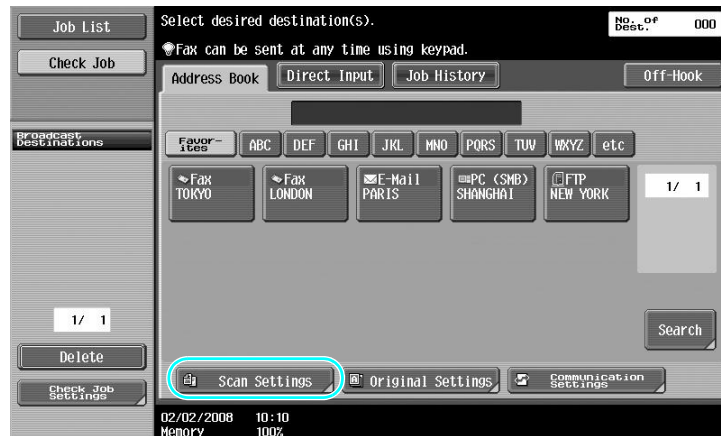 Job List
Check Job
Select desired destination(s).
No. of Dest. 000
Fax can be sent at any time using keypad.
Address Book
Direct Input
Job History
Off-Hook
Broadcast
Destinations
Favor-
ites
ABC
DEF
GHI
JKL
MNO
PQRS
TUV
WXYZ
etc
Fax
TOKYO
Fax
LONDON
E-Mail
PARIS
PC (SMB)
SHANGHAI
FTP
NEW YORK
1/ 1
1/ 1
Search
Delete
Check Job
Settings
Scan Settings
Original Settings
Communication
Settings
02/02/2008 10:10
Memory 100%